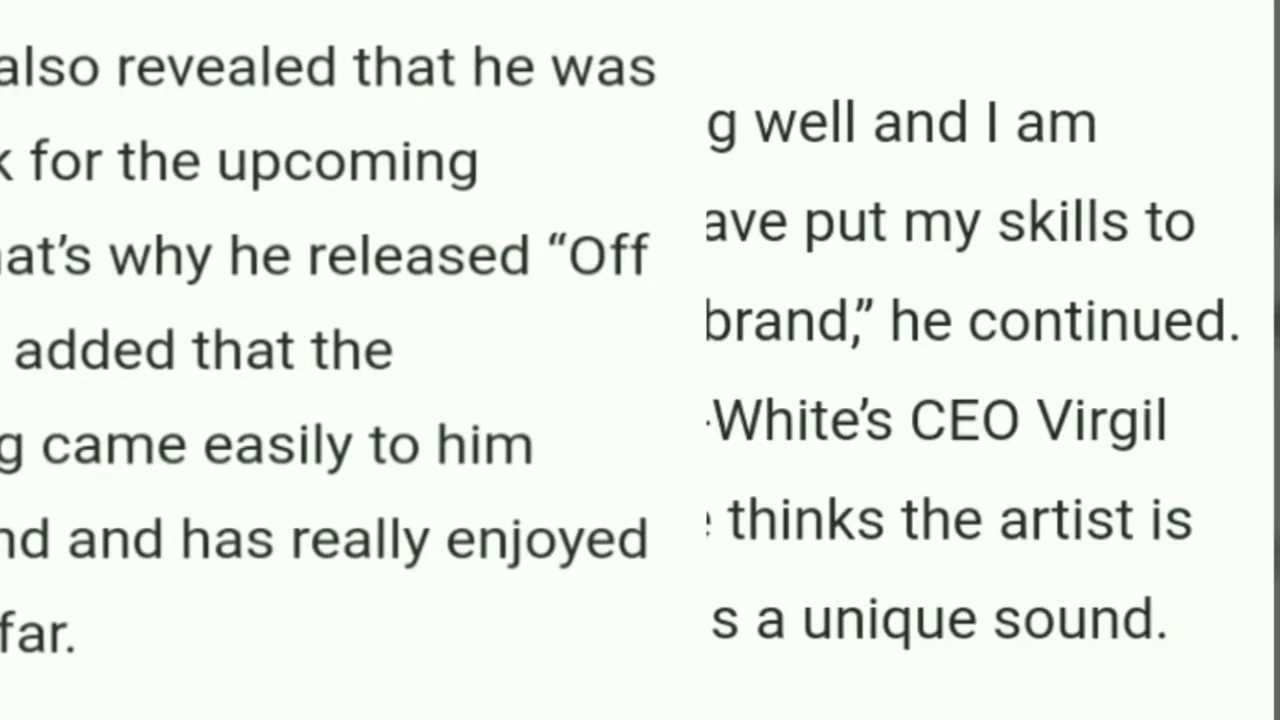 also revealed that he was
k for the upcoming
hat’s why he released “Off
added that the
g came easily to him
nd and has really enjoyed
far.
g well and I am
ave put my skills to
brand,” he continued.
-White’s CEO Virgil
thinks the artist is
s a unique sound.